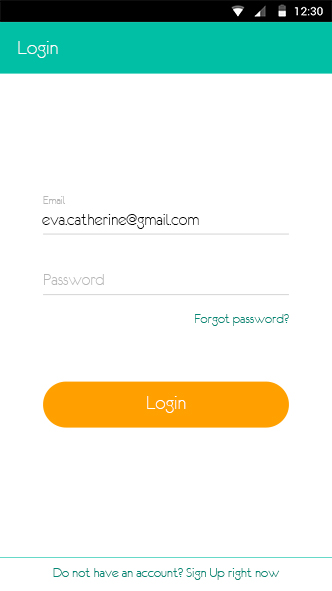 12:30
Login
Email
eva.catherine@gmail.com
Password
Forgot password?
Login
Do not have an account? Sign Up right now